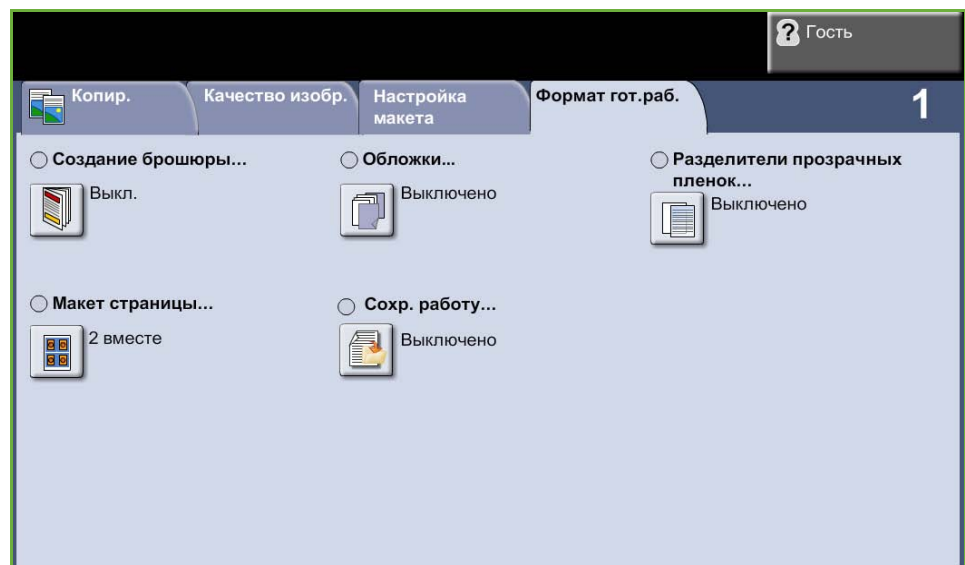 ? Гость
Копир.
Качество изобр.
Настройка
макета
Формат гот.раб.
1
Создание брошюры...
Выкл.
Обложки...
Выключено
Разделители прозрачных
пленок...
Выключено
Макет страницы...
2 вместе
Сохр. работу...
Выключено